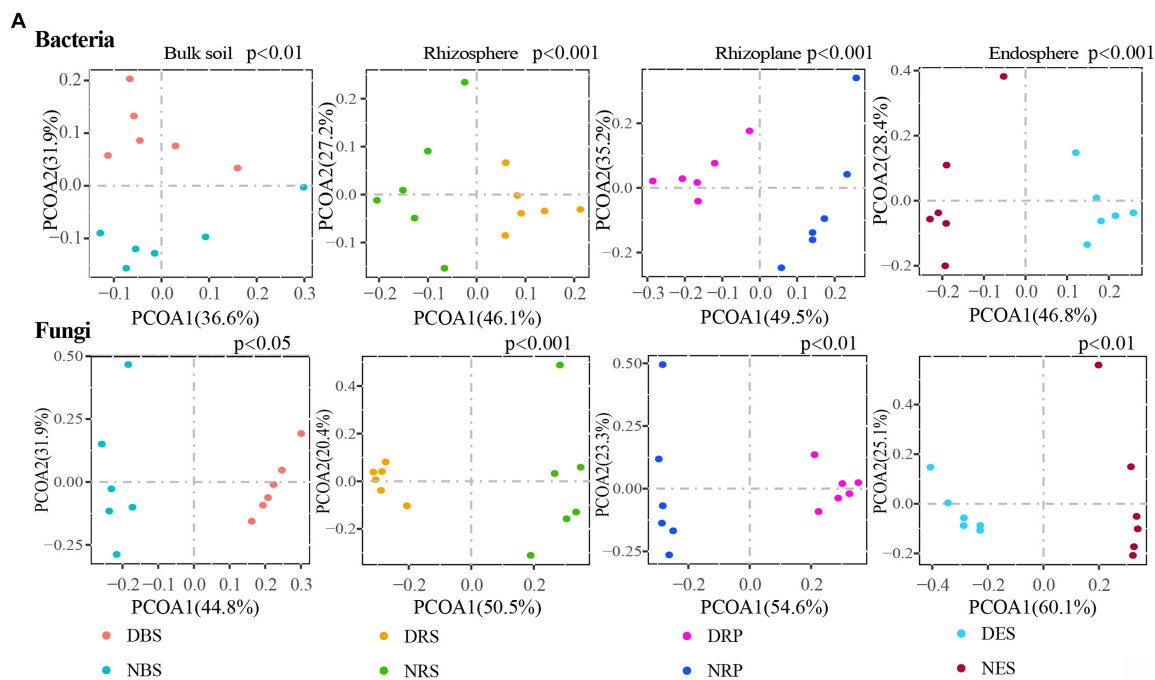 A
Bacteria
Bulk soil p<0.01
Rhizosphere p<0.001
Rhizoplane p<0.001
Endosphere p<0.001
PCOA2(31.9%)
0.2
0.1
0.0
−0.1
−0.1 0.0 0.1 0.2 0.3
PCOA1(36.6%)
PCOA2(27.2%)
0.2
0.1
0.0
−0.1
−0.2 −0.1 0.0 0.1 0.2
PCOA1(46.1%)
PCOA2(35.2%)
0.2
0.0
−0.2
−0.3 −0.2 −0.1 0.0 0.1 0.2
PCOA1(49.5%)
PCOA2(28.4%)
0.4
0.2
0.0
−0.2
−0.2 −0.1 0.0 0.1 0.2
PCOA1(46.8%)
Fungi
p<0.05
p<0.001
p<0.01
p<0.01
PCOA2(31.9%)
0.50
0.25
0.00
−0.25
−0.2 −0.1 0.0 0.1 0.2 0.3
PCOA1(44.8%)
PCOA2(20.4%)
0.4
0.2
0.0
−0.2
−0.2 0.0 0.2
PCOA1(50.5%)
PCOA2(23.3%)
0.50
0.25
0.00
−0.25
−0.2 0.0 0.2
PCOA1(54.6%)
PCOA2(25.1%)
0.4
0.2
0.0
−0.2
−0.4 −0.2 0.0 0.2
PCOA1(60.1%)
DBS
DRS
DRP
DES
NBS
NRS
NRP
NES